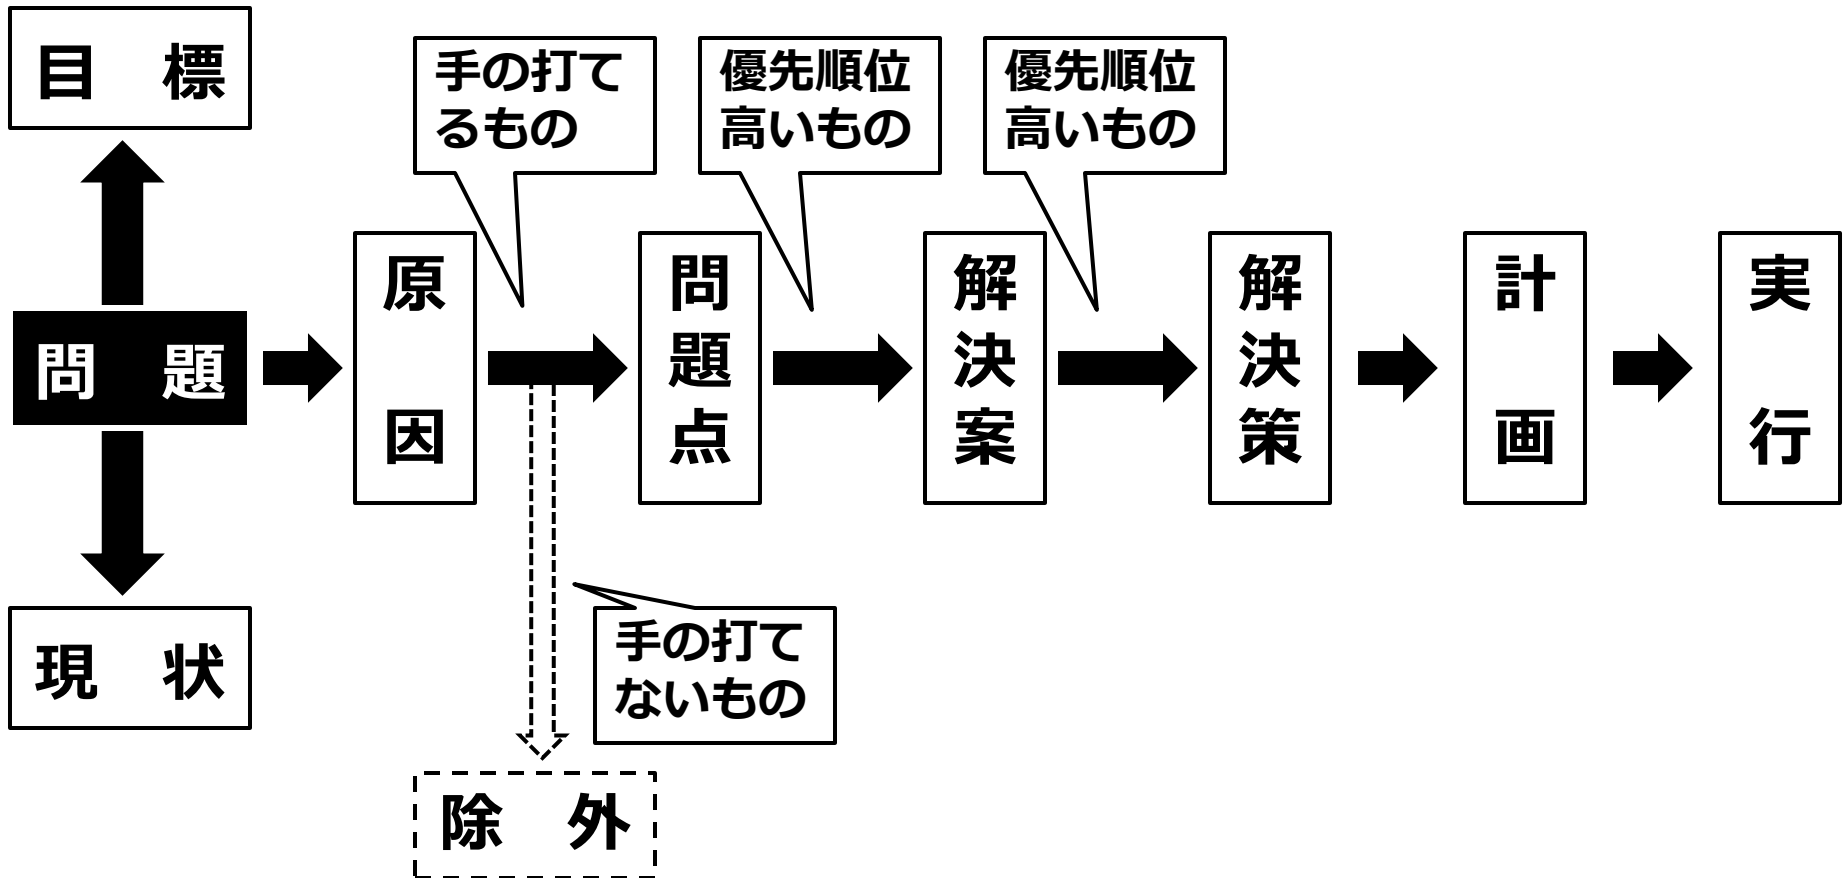 目　標
手の打て
るもの
優先順位
高いもの
優先順位
高いもの
問　題
原因
問題点
解決案
解決策
計画
実行
現　状
手の打て
ないもの
除　外